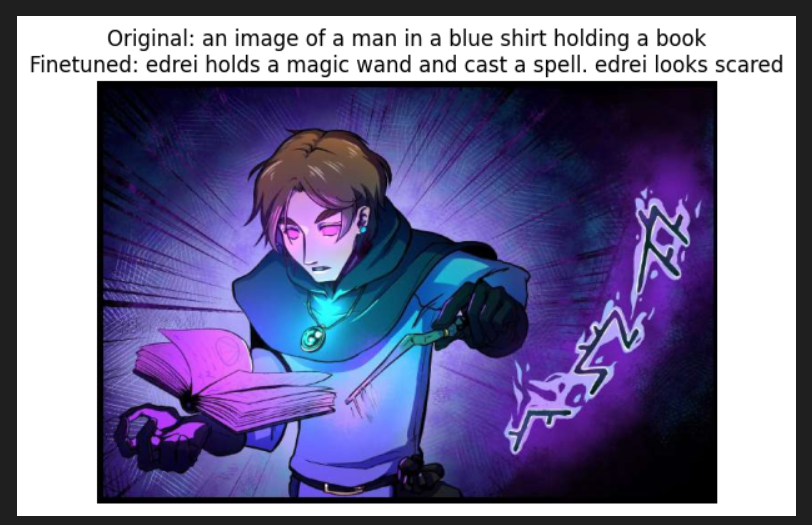 Original: an image of a man in a blue shirt holding a book
Finetuned: edrei holds a magic wand and cast a spell. edrei looks scared